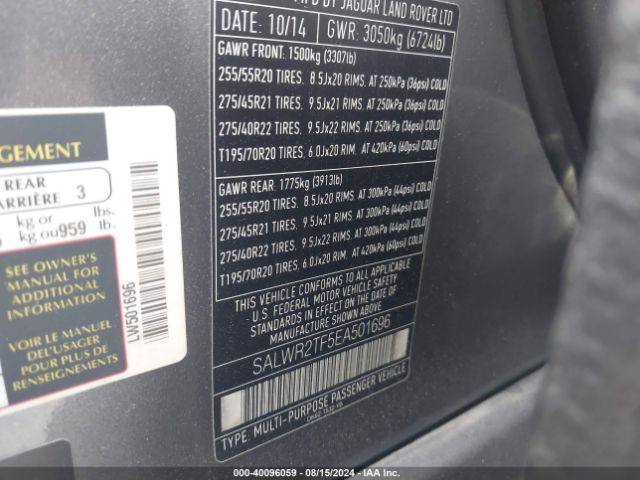 MFD BY JAGUAR LAND ROVER LTD
DATE: 10/14 GWR: 3050kg (6724lb)
GAWR FRONT: 1500kg (3307lb)
255/55R20 TIRES. 8.5Jx20 RIMS. AT 250kPa (36psi) COLD
275/45R21 TIRES. 9.5Jx21 RIMS. AT 250kPa (36psi) COLD
275/40R22 TIRES. 9.5Jx22 RIMS. AT 250kPa (36psi) COLD
T195/70R20 TIRES. 6.0Jx20 RIM. AT 420kPa (60psi) COLD
GAWR REAR: 1775kg (3913lb)
255/55R20 TIRES. 8.5Jx20 RIMS. AT 300kPa (44psi) COLD
275/45R21 TIRES. 9.5Jx21 RIMS. AT 300kPa (44psi) COLD
275/40R22 TIRES. 9.5Jx22 RIMS. AT 300kPa (44psi) COLD
T195/70R20 TIRES. 6.0Jx20 RIM. AT 420kPa (60psi) COLD
THIS VEHICLE CONFORMS TO ALL APPLICABLE
U.S. FEDERAL MOTOR VEHICLE SAFETY
STANDARDS IN EFFECT ON THE DATE OF
MANUFACTURE SHOWN ABOVE.
SALWR2TF5EA501696
TYPE: MULTI-PURPOSE PASSENGER VEHICLE
GEMENT
REAR
ARRIÈRE 3
kg or lbs.
kg ou 959 lb.
SEE OWNER'S
MANUAL FOR
ADDITIONAL
INFORMATION
VOIR LE MANUEL
DE L'USAGER
POUR PLUS DE
RENSEIGNEMENTS
LW501696
000-40096059 - 08/15/2024 - COPART.COM